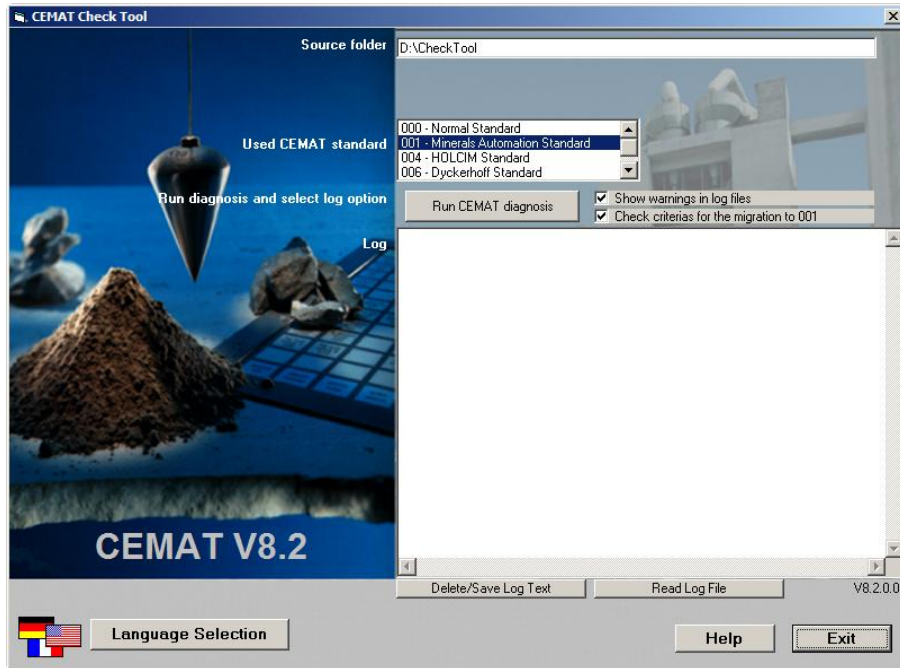 CEMAT Check Tool
Source folder
D:\CheckTool
Used CEMAT standard
000 - Normal Standard
001 - Minerals Automation Standard
004 - HOLCIM Standard
006 - Dyckerhoff Standard
Run diagnosis and select log option
Run CEMAT diagnosis
Show warnings in log files
Check criterias for the migration to 001
Log
CEMAT V8.2
Delete/Save Log Text
Read Log File
V8.2.0.0
Language Selection
Help
Exit